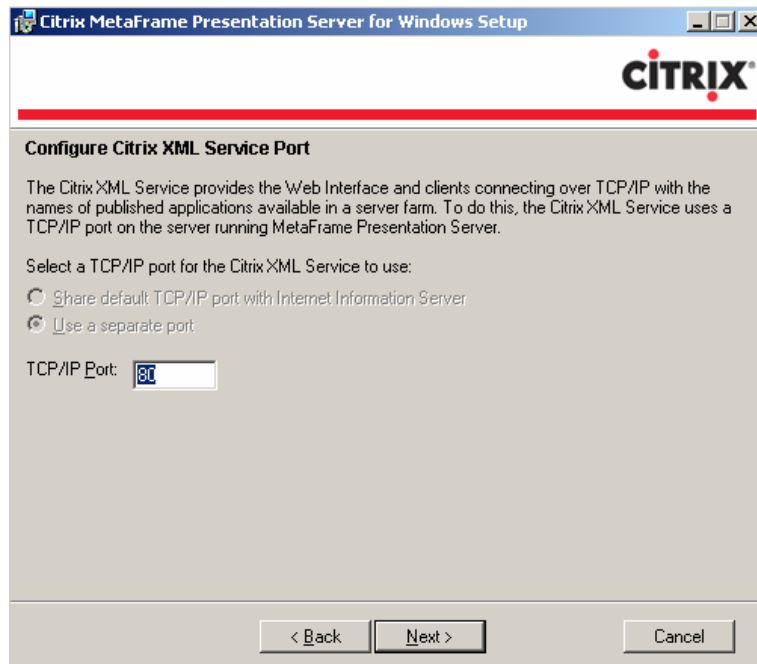 Citrix MetaFrame Presentation Server for Windows Setup
CİTRIX®
Configure Citrix XML Service Port
The Citrix XML Service provides the Web Interface and clients connecting over TCP/IP with the
names of published applications available in a server farm. To do this, the Citrix XML Service uses a
TCP/IP port on the server running MetaFrame Presentation Server.
Select a TCP/IP port for the Citrix XML Service to use:
Share default TCP/IP port with Internet Information Server
Use a separate port
TCP/IP Port: 80
< Back Next > Cancel